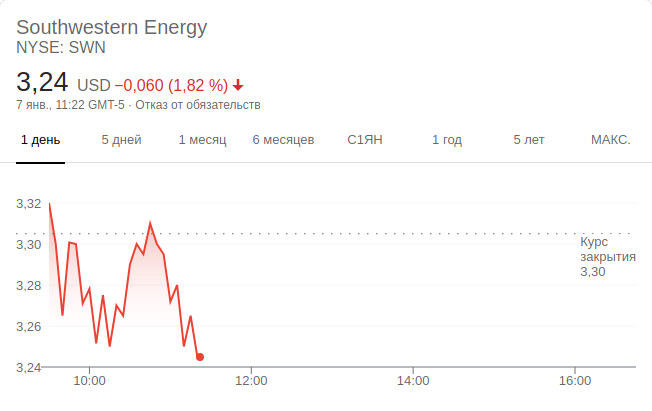 Southwestern Energy
NYSE: SWN
3,24 USD −0,060 (1,82 %)
7 янв., 11:22 GMT-5 · Отказ от обязательств
1 день 5 дней 1 месяц 6 месяцев С1ЯН 1 год 5 лет МАКС.
3,32
3,30
3,28
3,26
3,24
Курс
закрытия
3,30
10:00 12:00 14:00 16:00